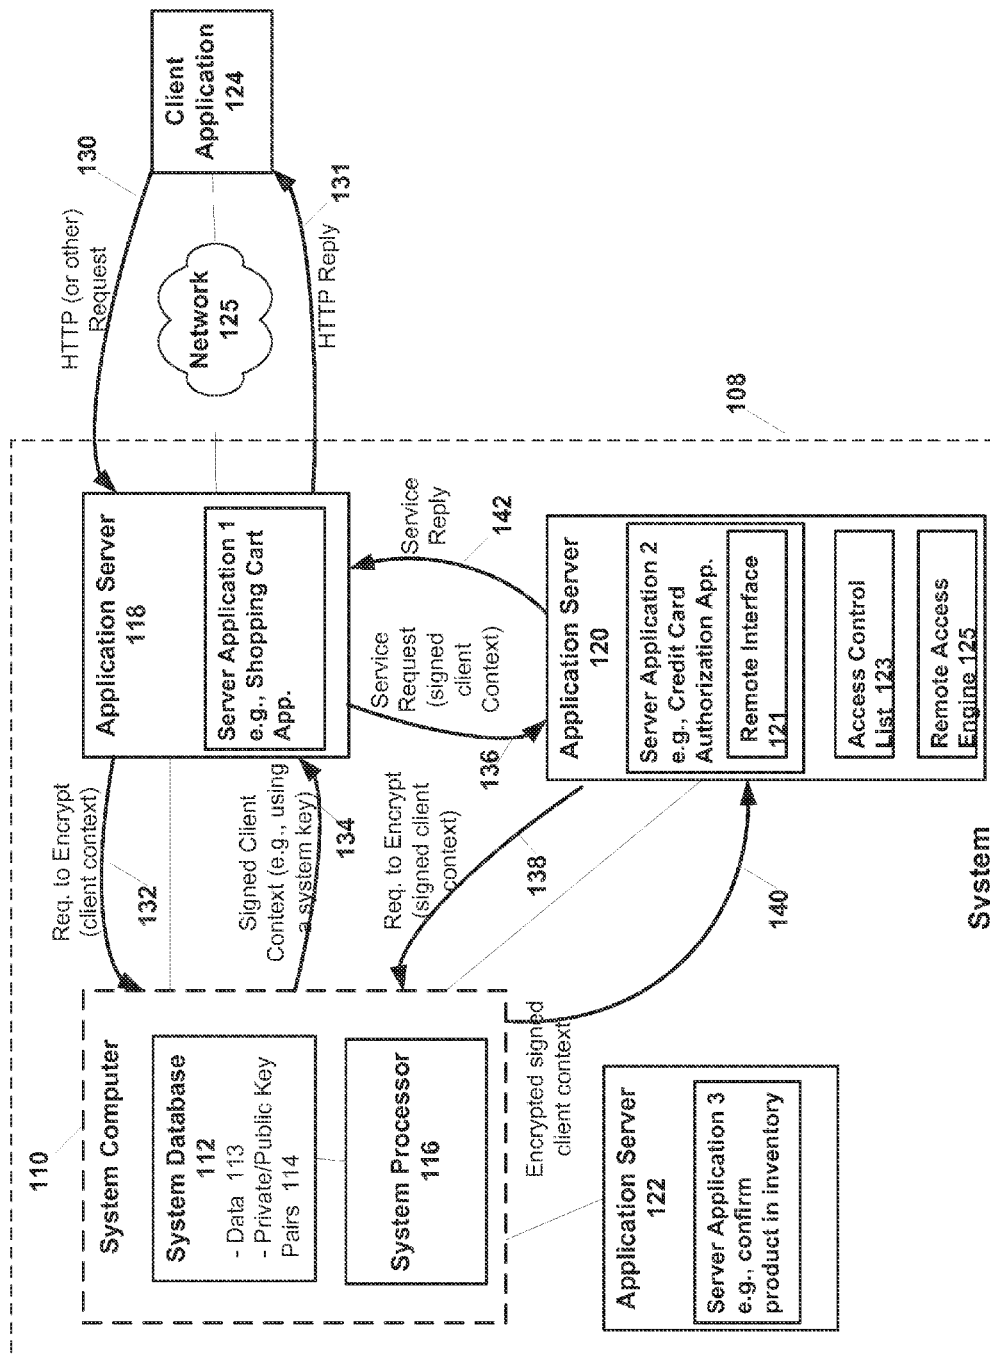 110
System Computer
System Database
112
- Data 113
- Private/Public Key
Pairs 114
System Processor
116
Req. to Encrypt
(client context)
132
Signed Client
Context (e.g., using
a system key)
134
Application Server
118
Server Application 1
e.g., Shopping Cart
App.
HTTP (or other)
Request
130
Network
125
HTTP Reply
131
Client
Application
124
Application Server
122
Server Application 3
e.g., confirm
product in inventory
Encrypted signed
client context
Req. to Encrypt
(signed client
context)
138
140
Service
Request
(signed
client
Context)
136
Service
Reply
142
Application Server
120
Server Application 2
e.g., Credit Card
Authorization App.
Remote Interface
121
Access Control
List 123
Remote Access
Engine 125
108
System